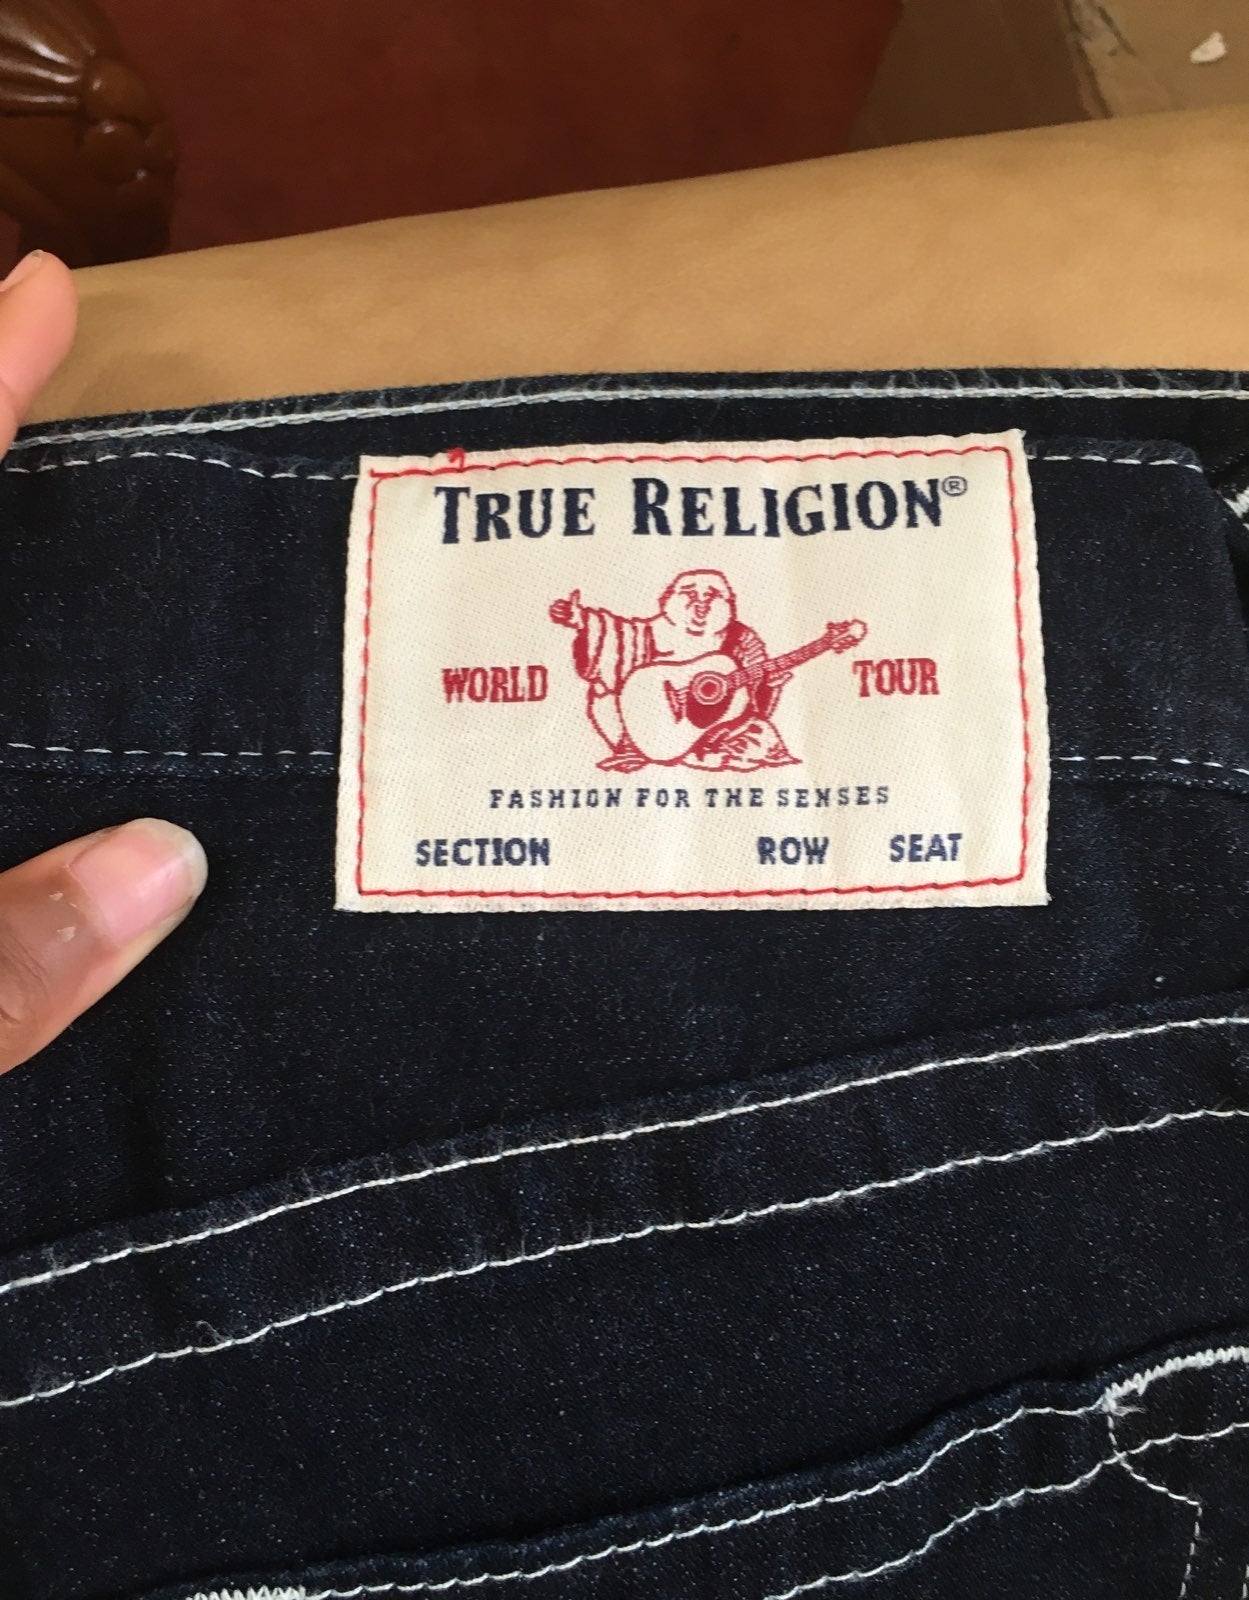 TRUE RELIGION®
WORLD TOUR
FASHION FOR THE SENSES
SECTION ROW SEAT